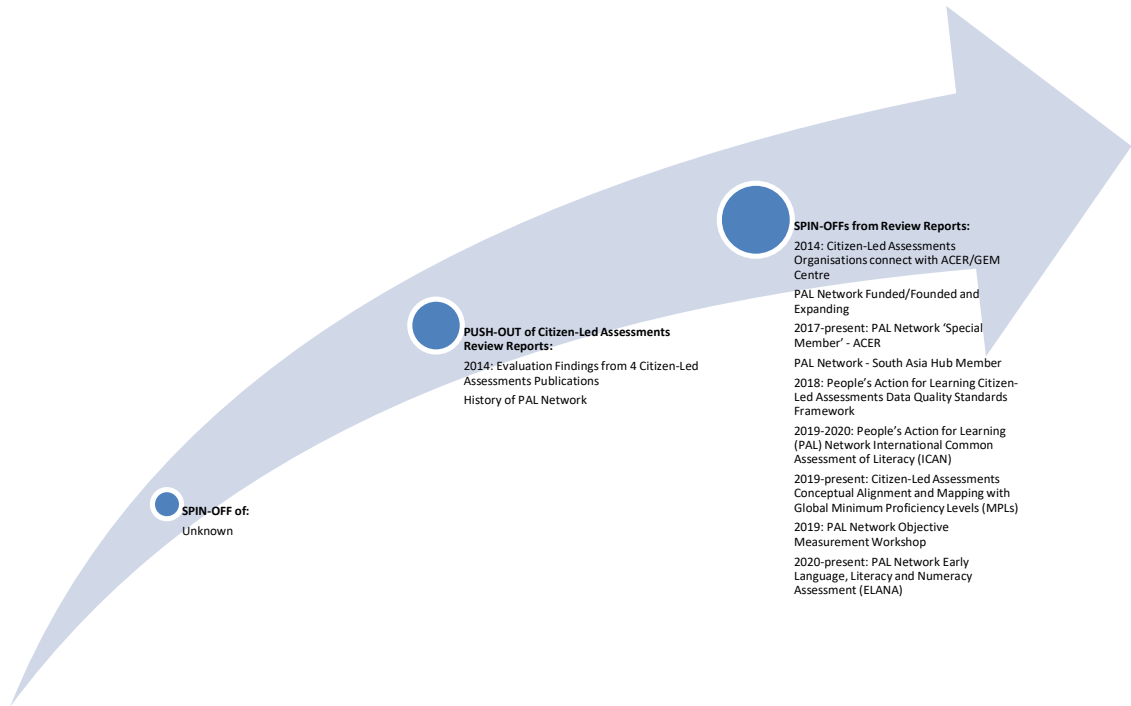 SPIN-OFF of:
Unknown
PUSH-OUT of Citizen-Led Assessments
Review Reports:
2014: Evaluation Findings from 4 Citizen-Led
Assessments Publications
History of PAL Network
SPIN-OFFs from Review Reports:
2014: Citizen-Led Assessments
Organisations connect with ACER/GEM
Centre
PAL Network Funded/Founded and
Expanding
2017-present: PAL Network ‘Special
Member’ - ACER
PAL Network - South Asia Hub Member
2018: People’s Action for Learning Citizen-
Led Assessments Data Quality Standards
Framework
2019-2020: People’s Action for Learning
(PAL) Network International Common
Assessment of Literacy (ICAN)
2019-present: Citizen-Led Assessments
Conceptual Alignment and Mapping with
Global Minimum Proficiency Levels (MPLs)
2019: PAL Network Objective
Measurement Workshop
2020-present: PAL Network Early
Language, Literacy and Numeracy
Assessment (ELANA)